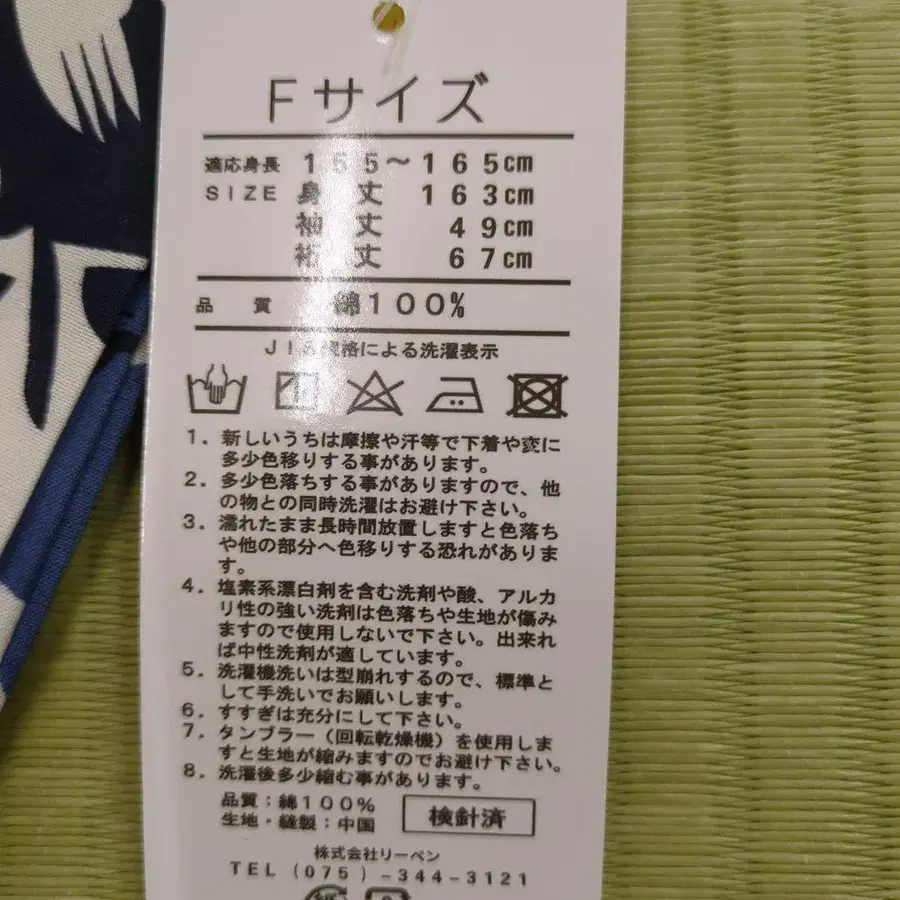 Fサイズ
適応身長 155〜165cm
SIZE 身丈 163cm
袖丈 49cm
裄丈 67cm
品質 綿100%
JIS規格による洗濯表示
1. 新しいうちは摩擦や汗等で下着や変に
多少色移りする事があります。
2. 多少色落ちする事がありますので、他
の物との同時洗濯はお避け下さい。
3. 濡れたまま長時間放置しますと色落ち
や他の部分へ色移りする恐れがありま
す。
4. 塩素系漂白剤を含む洗剤や酸、アルカ
リ性の強い洗剤は色落ちや生地が傷み
ますので使用しないで下さい。出来れ
ば中性洗剤が適しています。
5. 洗濯機洗いは型崩れするので、標準と
して手洗いでお願いします。
6. すすぎは充分にして下さい。
7. タンブラー(回転乾燥機)を使用しま
すと生地が縮みますのでお避け下さい。
8. 洗濯後多少縮む事があります。
品質:綿100%
生地・縫製:中国
検針済
株式会社リーベン
TEL (075)-344-3121